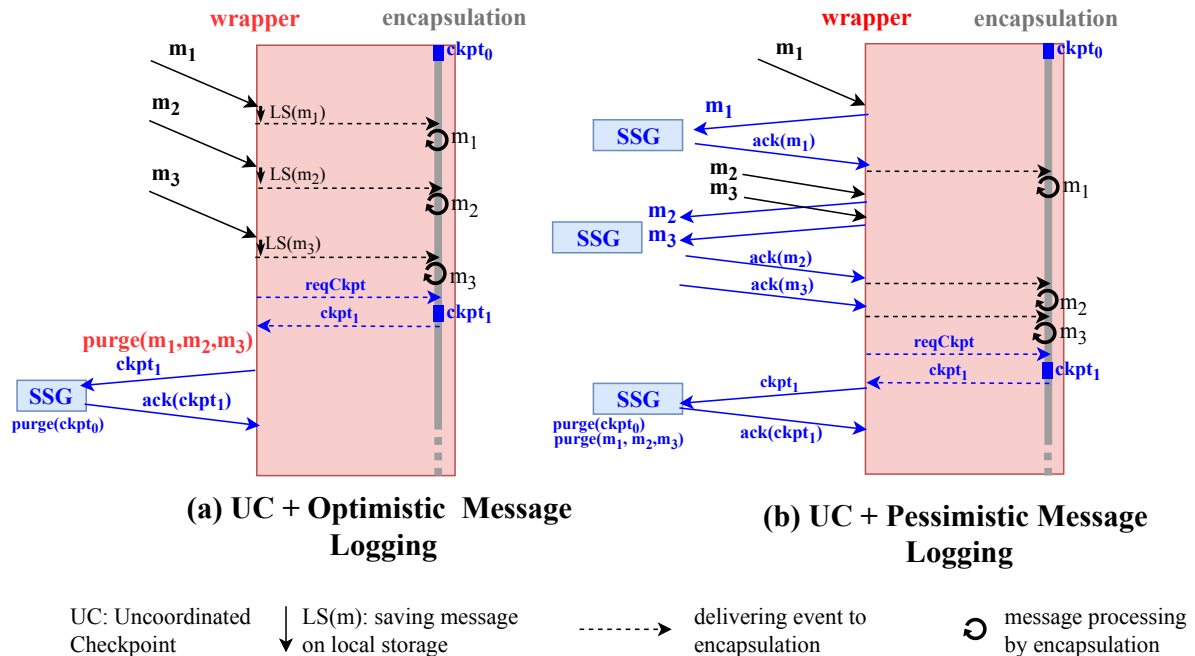 wrapper encapsulation
ckpt0
m1
LS(m1)
m1
m2
LS(m2)
m2
m3
LS(m3)
m3
reqCkpt
ckpt1
ckpt1
purge(m1,m2,m3)
ckpt1
SSG
ack(ckpt1)
purge(ckpt0)
(a) UC + Optimistic Message
Logging
wrapper encapsulation
ckpt0
m1
m1
SSG
ack(m1)
m1
m2
m3
m2
SSG
m3
ack(m2)
ack(m3)
m2
m3
reqCkpt
ckpt1
ckpt1
ckpt1
SSG
purge(ckpt0)
purge(m1, m2,m3)
ack(ckpt1)
(b) UC + Pessimistic Message
Logging
UC: Uncoordinated
Checkpoint
LS(m): saving message
on local storage
delivering event to
encapsulation
message processing
by encapsulation